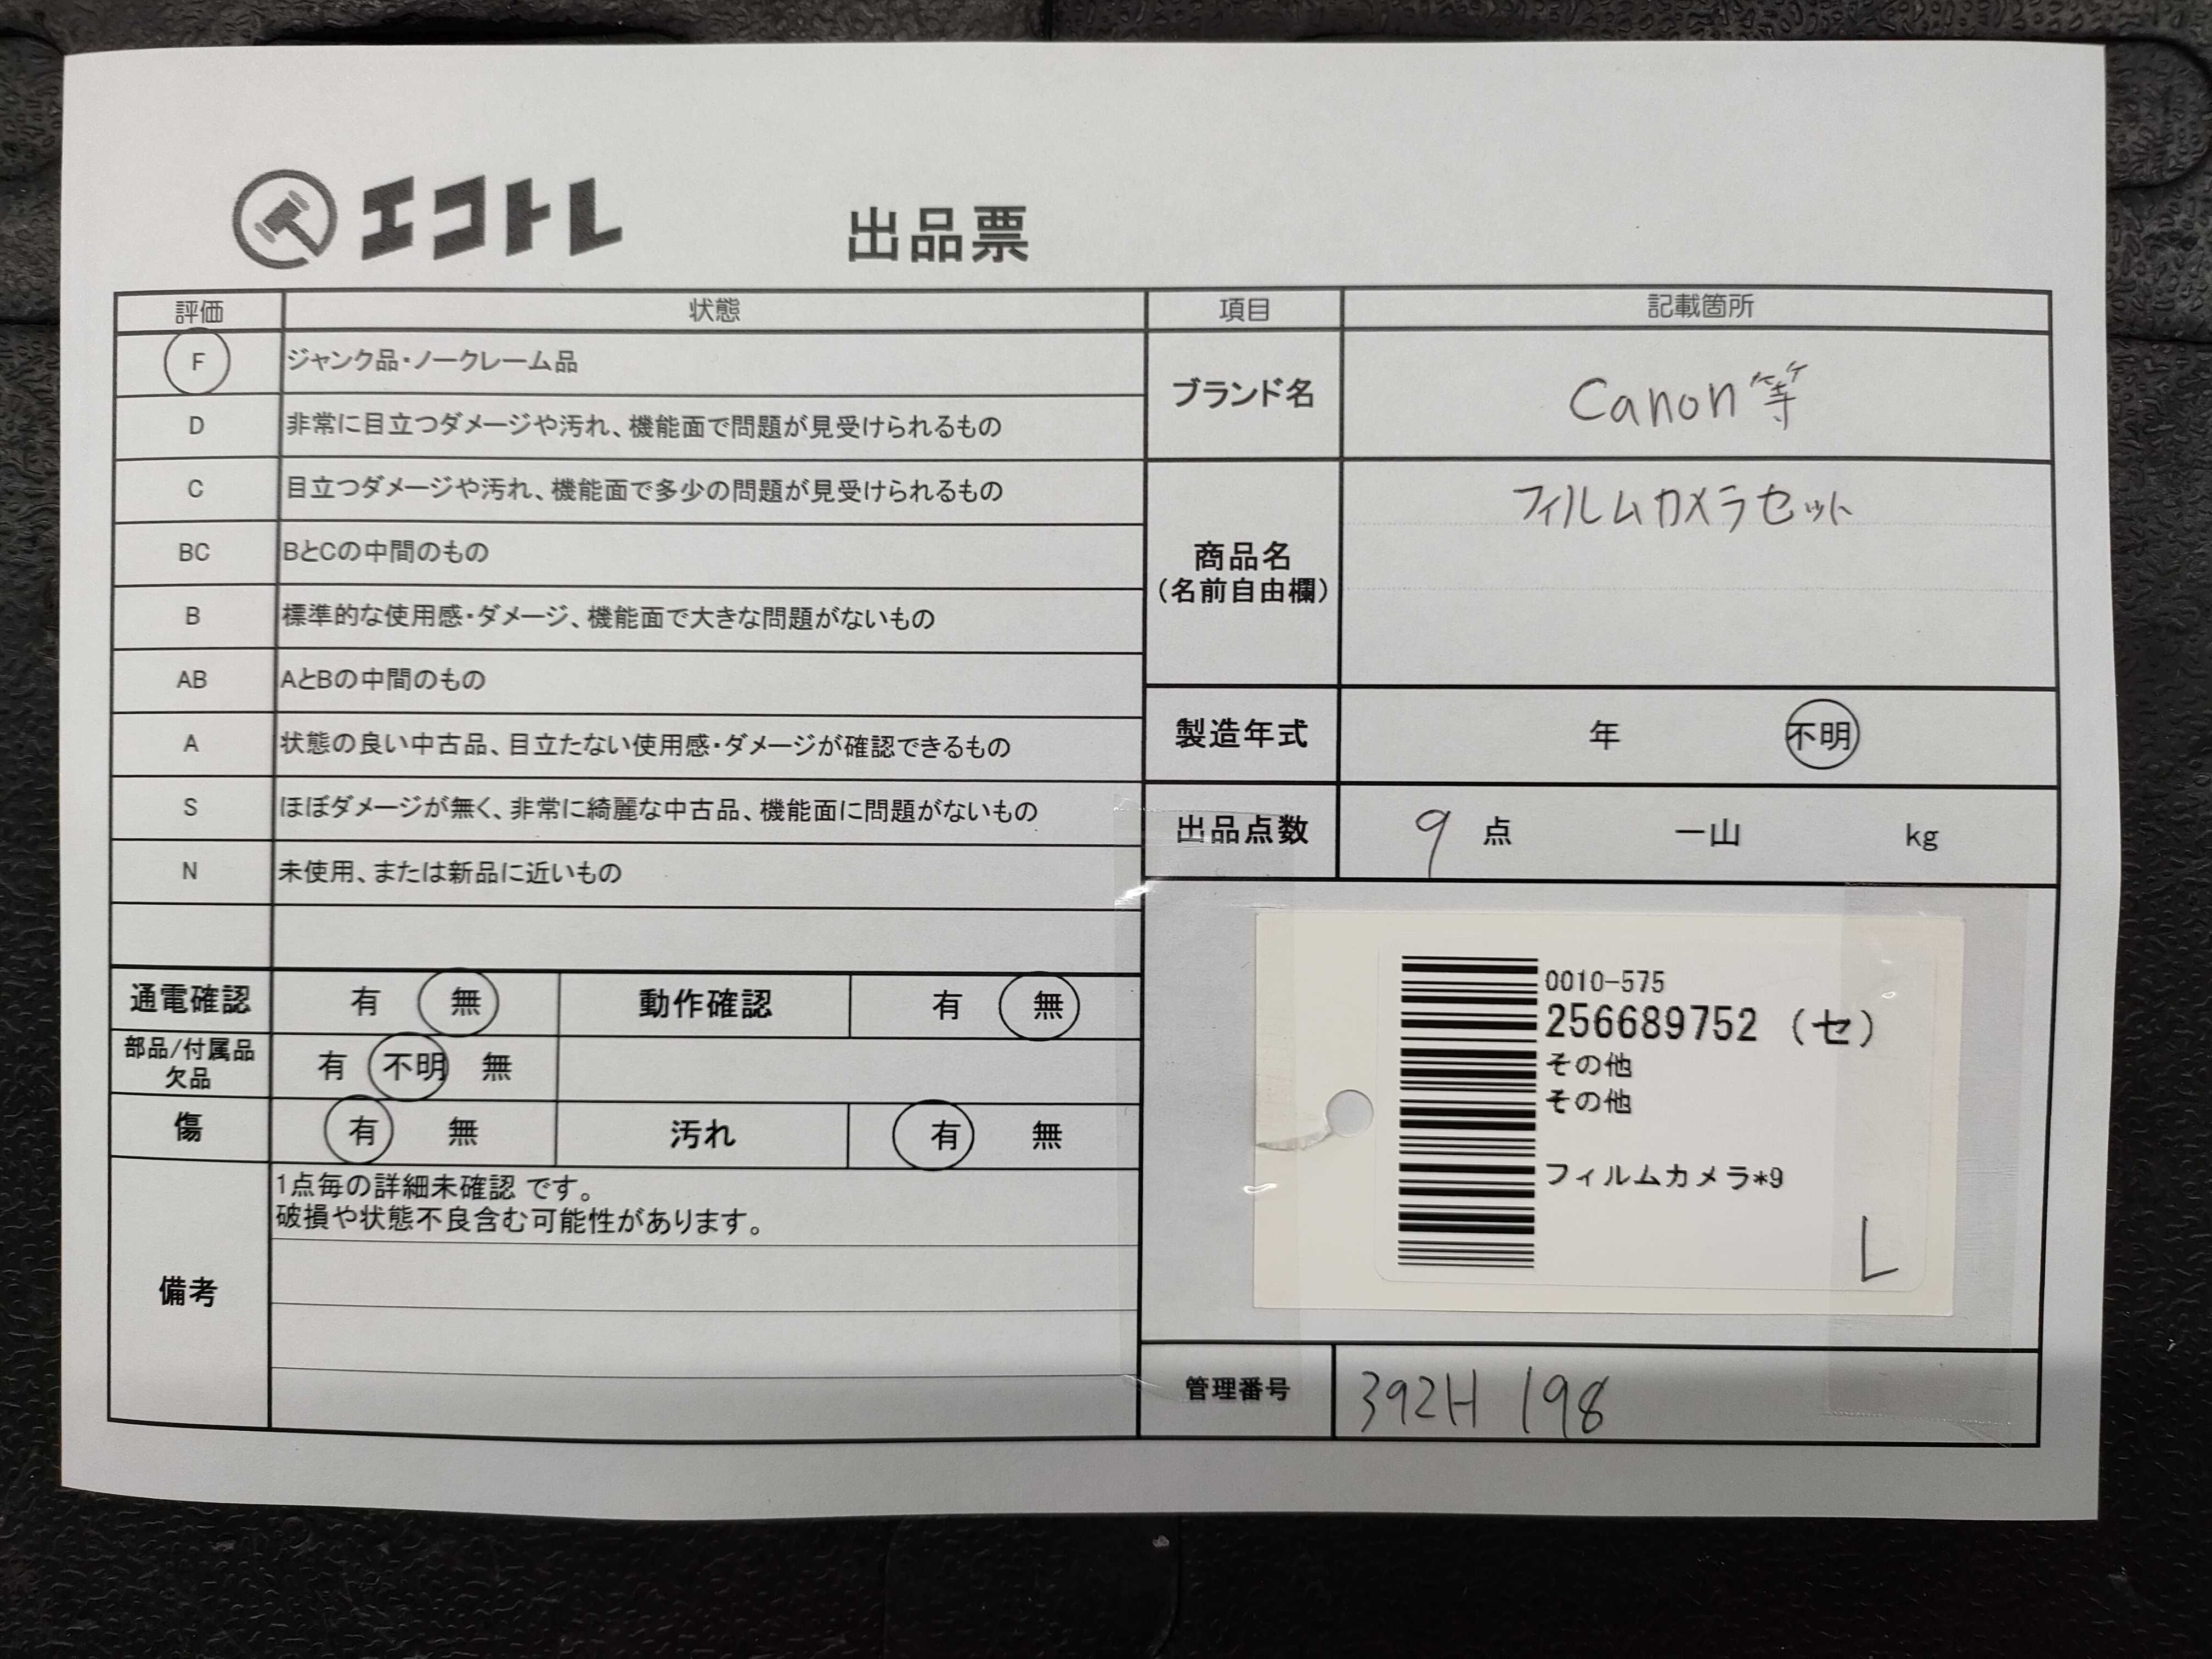 エコトレ
出品票
評価 状態
F ジャンク品・ノークレーム品
D 非常に目立つダメージや汚れ、機能面で問題が見受けられるもの
C 目立つダメージや汚れ、機能面で多少の問題が見受けられるもの
BC BとCの中間のもの
B 標準的な使用感・ダメージ、機能面で大きな問題がないもの
AB AとBの中間のもの
A 状態の良い中古品、目立たない使用感・ダメージが確認できるもの
S ほぼダメージが無く、非常に綺麗な中古品、機能面に問題がないもの
N 未使用、または新品に近いもの
通電確認 有 無 動作確認 有 無
部品/付属品
欠品 有 不明 無
傷 有 無 汚れ 有 無
備考
1点毎の詳細未確認 です。
破損や状態不良含む可能性があります。
項目 記載箇所
ブランド名 Canon等
商品名
(名前自由欄)
フィルムカメラセット
製造年式 年 不明
出品点数 9 点 一山 kg
0010-575
256689752 (セ)
その他
その他
フィルムカメラ*9
L
管理番号 392H 198